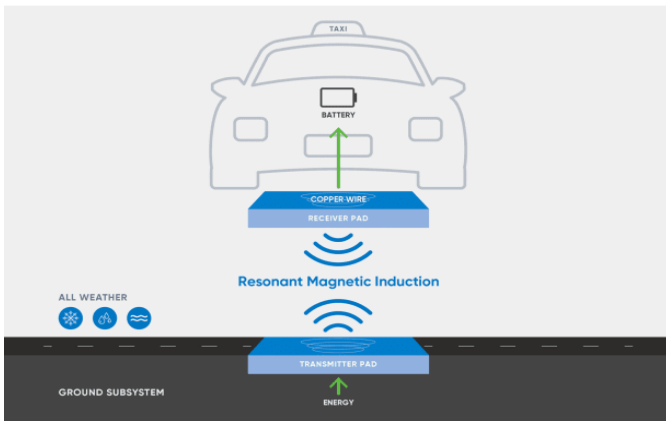 TAXI
BATTERY
COPPER WIRE
RECEIVER PAD
Resonant Magnetic Induction
ALL WEATHER
TRANSMITTER PAD
GROUND SUBSYSTEM
ENERGY